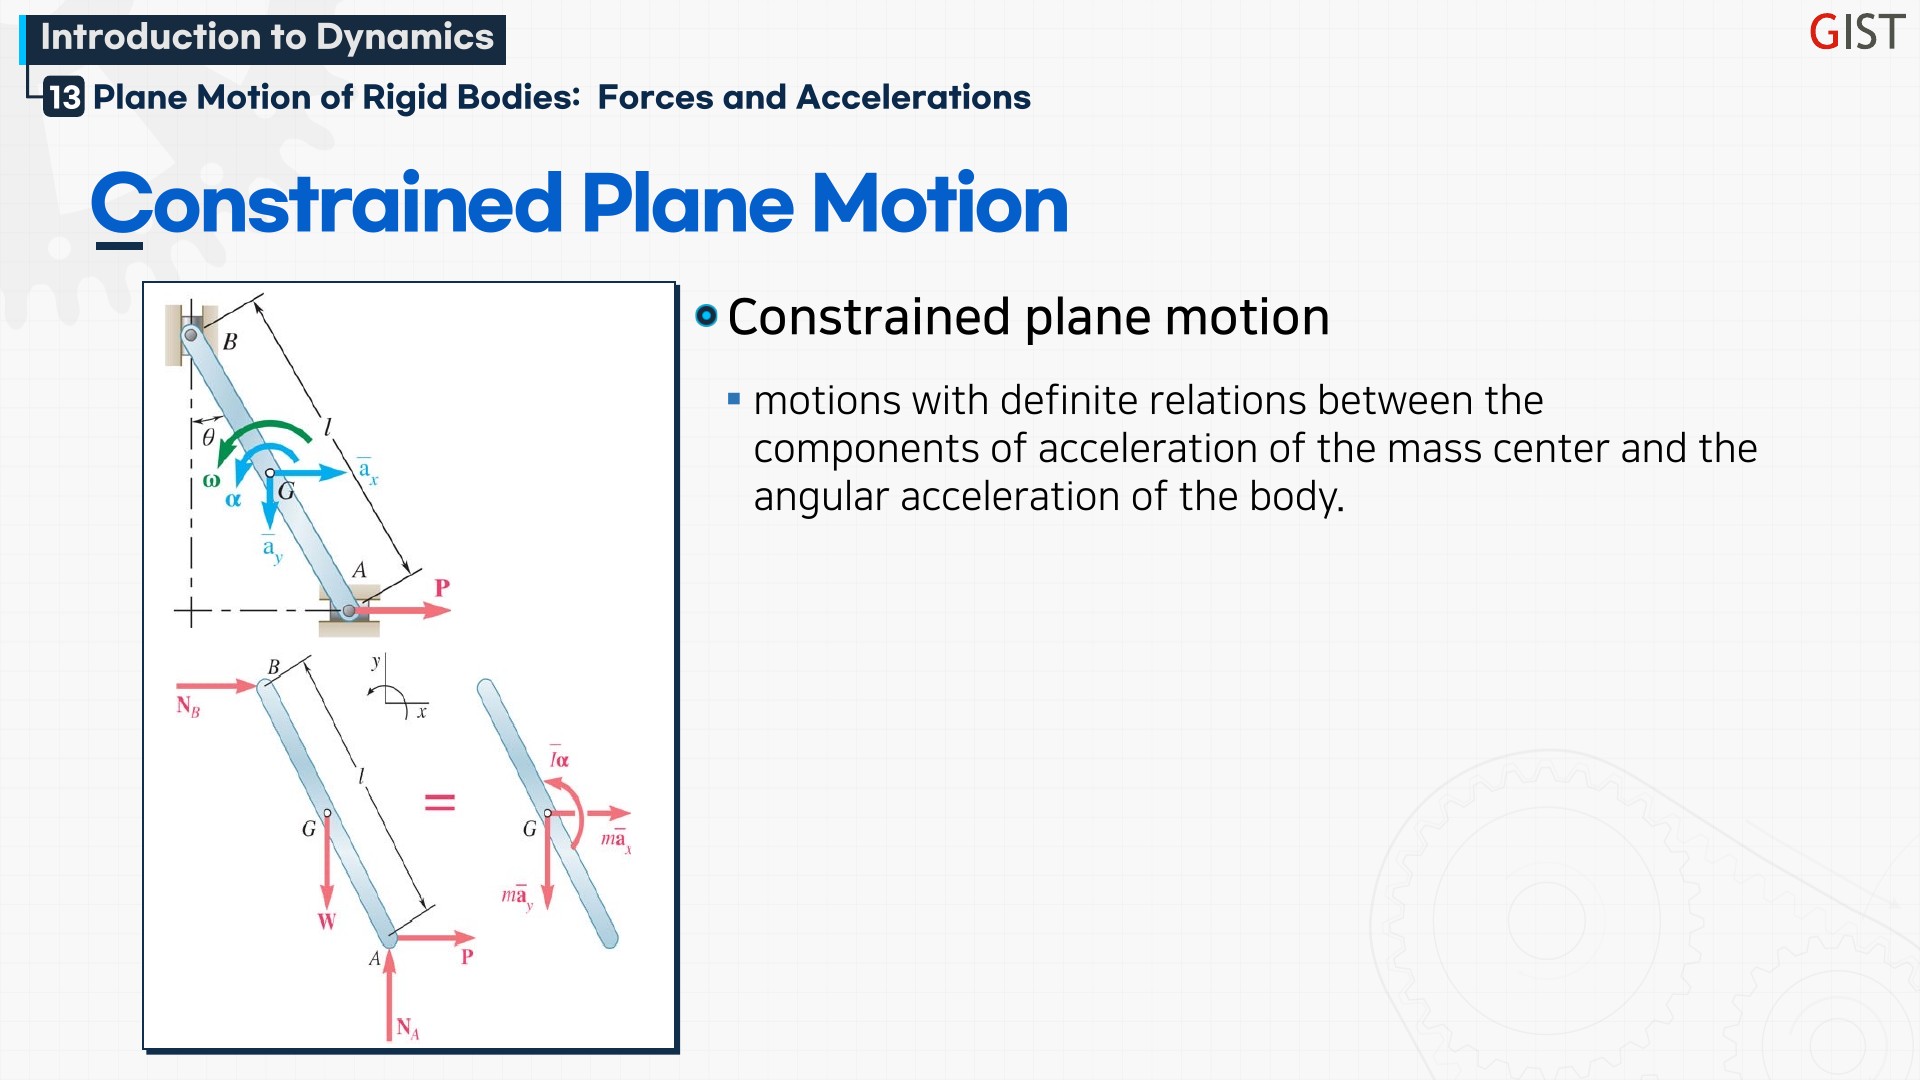 Introduction to Dynamics
GIST
13 Plane Motion of Rigid Bodies: Forces and Accelerations
Constrained Plane Motion
Constrained plane motion
motions with definite relations between the
components of acceleration of the mass center and the
angular acceleration of the body.
B
l
θ
ω
α
G
a̅x
a̅y
A
P
B
NB
y
x
l
G
W
A
P
NA
=
I̅α
G
ma̅x
ma̅y